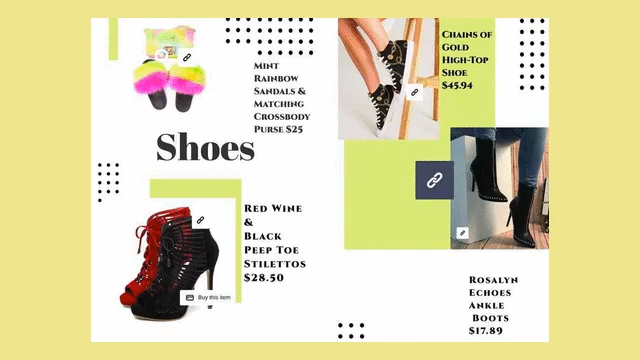 MINT
RAINBOW
SANDALS &
MATCHING
CROSSBODY
PURSE $25
Shoes
RED WINE
&
BLACK
PEEP TOE
STILETTOS
$28.50
Buy this item
CHAINS OF
GOLD
HIGH-TOP
SHOE
$45.94
ROSALYN
ECHOES
ANKLE
BOOTS
$17.89